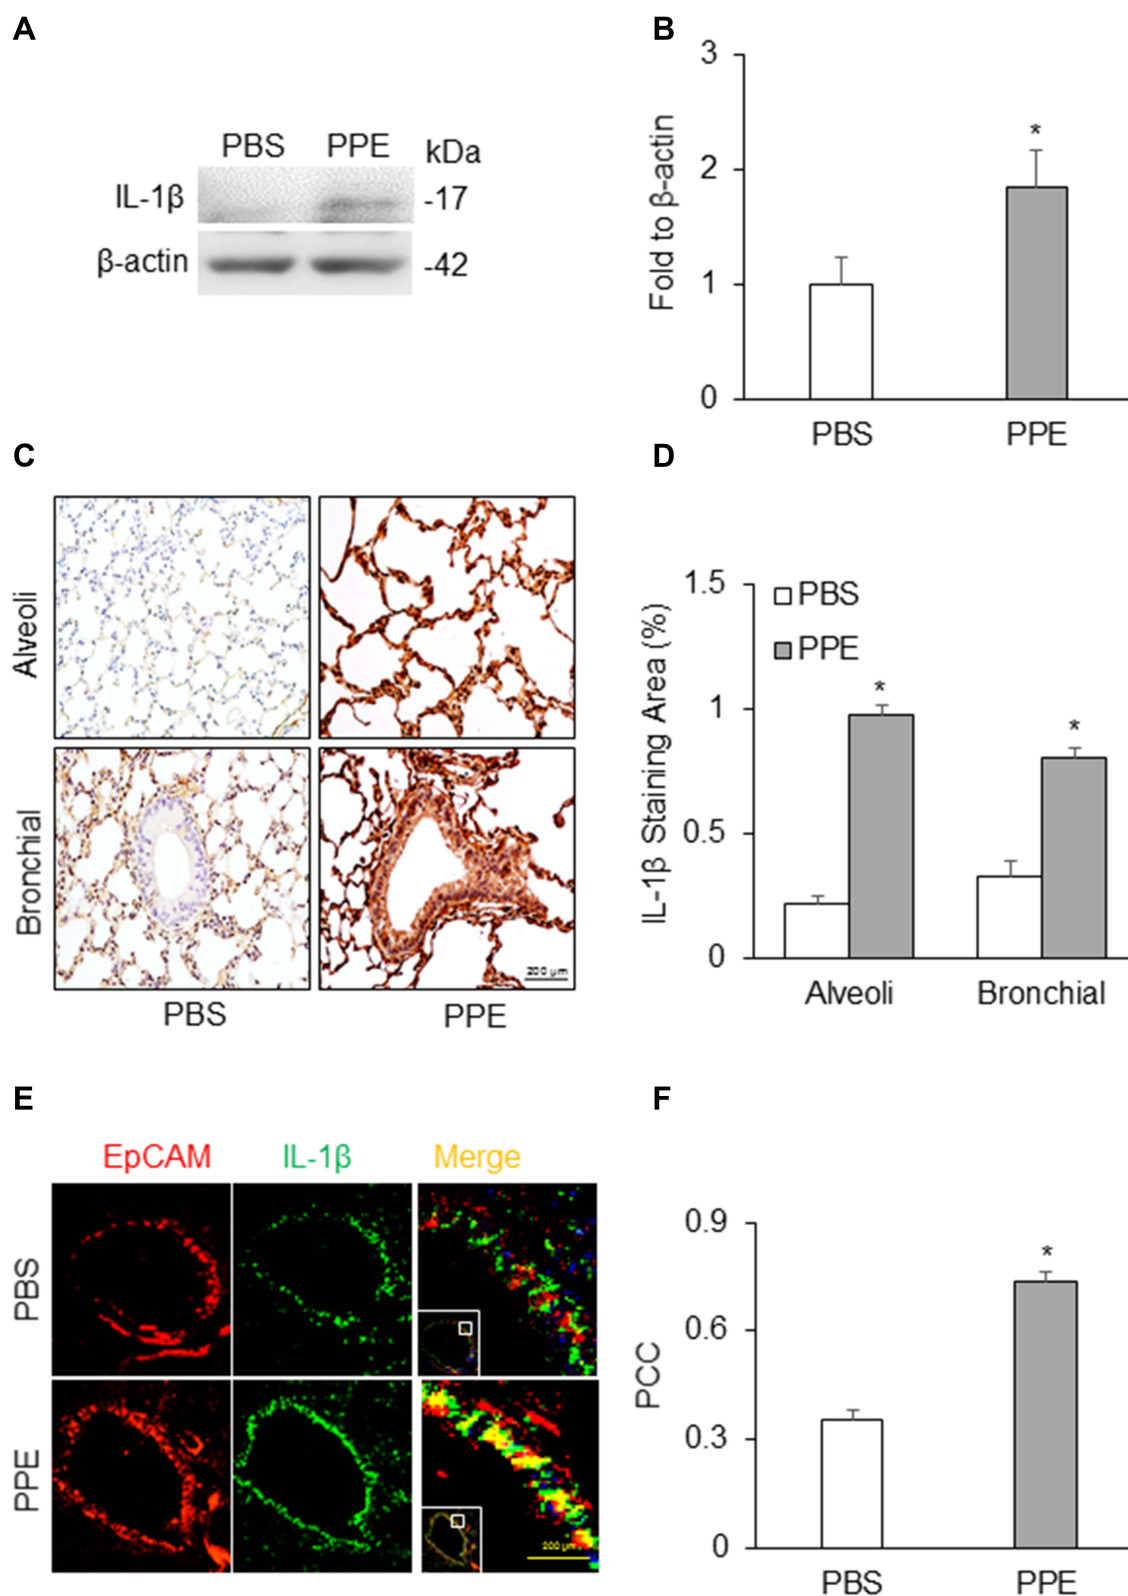 A
PBS PPE kDa
IL-1β -17
β-actin -42
B
3
2
1
0
Fold to β-actin
*
PBS PPE
C
Alveoli
Bronchial
200 μm
PBS PPE
D
1.5
1
0.5
0
IL-1β Staining Area (%)
PBS
PPE
*
*
Alveoli Bronchial
E
EpCAM IL-1β Merge
PBS
PPE
200 μm
F
0.9
0.6
0.3
0
PCC
*
PBS PPE